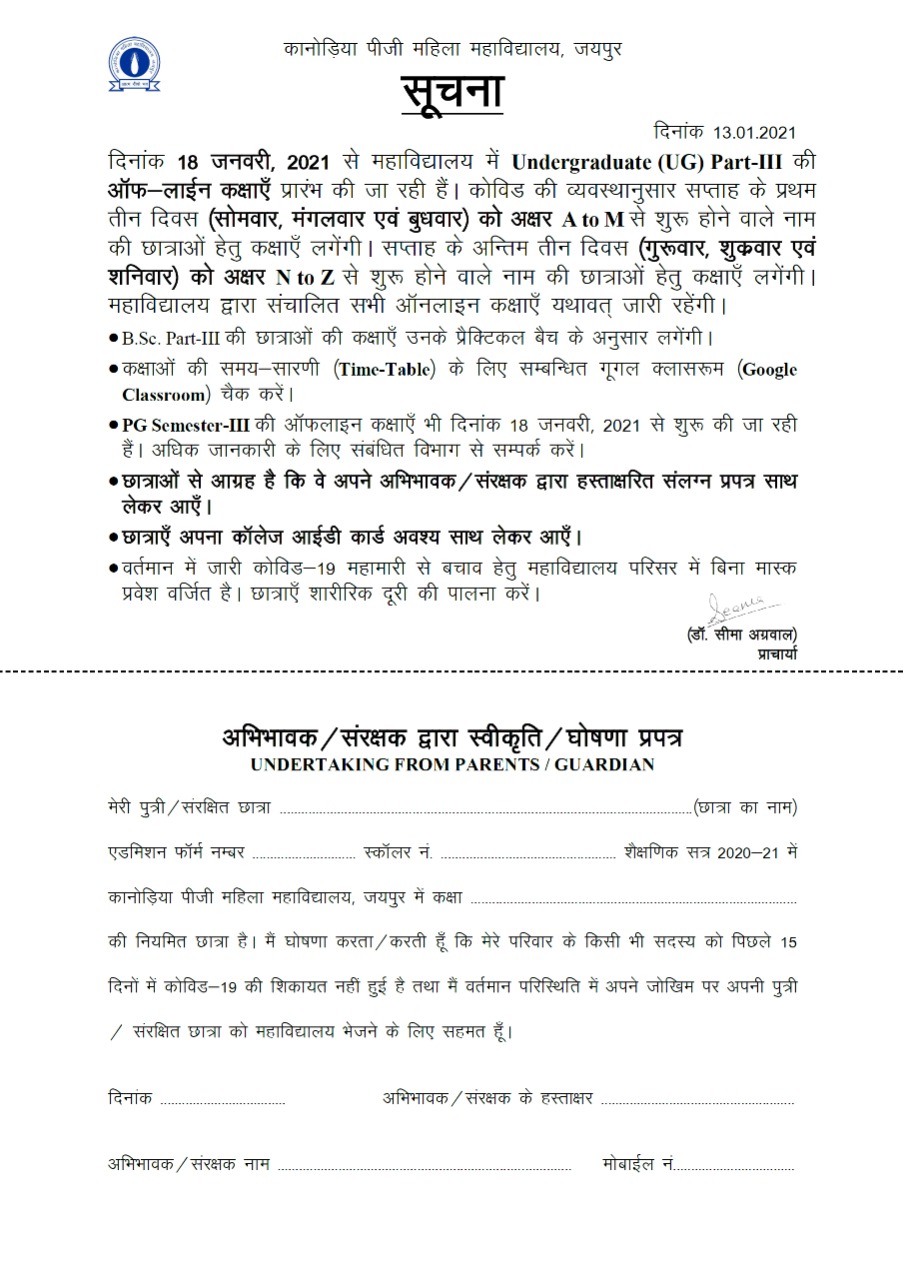 कानोड़िया पीजी महिला महाविद्यालय, जयपुर
सूचना
दिनांक 13.01.2021
दिनांक 18 जनवरी, 2021 से महाविद्यालय में Undergraduate (UG) Part-III की
ऑफ–लाईन कक्षाएँ प्रारंभ की जा रही हैं। कोविड की व्यवस्थानुसार सप्ताह के प्रथम
तीन दिवस (सोमवार, मंगलवार एवं बुधवार) को अक्षर A to M से शुरू होने वाले नाम
की छात्राओं हेतु कक्षाएँ लगेंगी। सप्ताह के अन्तिम तीन दिवस (गुरूवार, शुक्रवार एवं
शनिवार) को अक्षर N to Z से शुरू होने वाले नाम की छात्राओं हेतु कक्षाएँ लगेंगी।
महाविद्यालय द्वारा संचालित सभी ऑनलाइन कक्षाएँ यथावत् जारी रहेंगी।
●B.Sc. Part-III की छात्राओं की कक्षाएँ उनके प्रैक्टिकल बैच के अनुसार लगेंगी।
●कक्षाओं की समय–सारणी (Time-Table) के लिए सम्बन्धित गूगल क्लासरूम (Google
Classroom) चैक करें।
●PG Semester-III की ऑफलाइन कक्षाएँ भी दिनांक 18 जनवरी, 2021 से शुरू की जा रही
हैं। अधिक जानकारी के लिए संबंधित विभाग से सम्पर्क करें।
●छात्राओं से आग्रह है कि वे अपने अभिभावक/संरक्षक द्वारा हस्ताक्षरित संलग्न प्रपत्र साथ
लेकर आएँ।
●छात्राएँ अपना कॉलेज आईडी कार्ड अवश्य साथ लेकर आएँ।
●वर्तमान में जारी कोविड–19 महामारी से बचाव हेतु महाविद्यालय परिसर में बिना मास्क
प्रवेश वर्जित है। छात्राएँ शारीरिक दूरी की पालना करें।
Seema
(डॉ. सीमा अग्रवाल)
प्राचार्या
अभिभावक/संरक्षक द्वारा स्वीकृति/घोषणा प्रपत्र
UNDERTAKING FROM PARENTS / GUARDIAN
मेरी पुत्री/संरक्षित छात्रा ........................................ (छात्रा का नाम)
एडमिशन फॉर्म नम्बर .................... स्कॉलर नं. .............................. शैक्षणिक सत्र 2020–21 में
कानोड़िया पीजी महिला महाविद्यालय, जयपुर में कक्षा ........................................
की नियमित छात्रा है। मैं घोषणा करता/करती हूँ कि मेरे परिवार के किसी भी सदस्य को पिछले 15
दिनों में कोविड–19 की शिकायत नहीं हुई है तथा मैं वर्तमान परिस्थिति में अपने जोखिम पर अपनी पुत्री
/ संरक्षित छात्रा को महाविद्यालय भेजने के लिए सहमत हूँ।
दिनांक .................... अभिभावक/संरक्षक के हस्ताक्षर ..............................
अभिभावक/संरक्षक नाम ........................................ मोबाईल नं....................